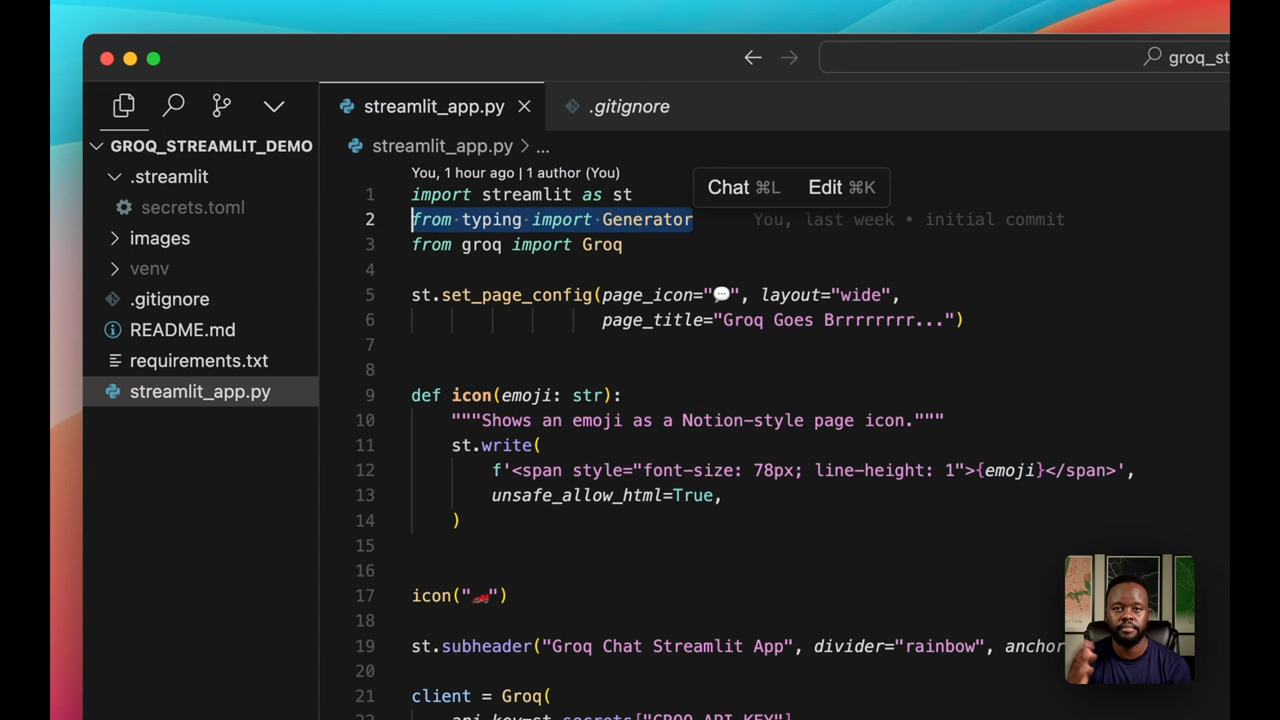 groq_st
streamlit_app.py
.gitignore
GROQ_STREAMLIT_DEMO
.streamlit
secrets.toml
images
venv
.gitignore
README.md
requirements.txt
streamlit_app.py
streamlit_app.py > ...
You, 1 hour ago | 1 author (You)
Chat ⌘L Edit ⌘K
1 import streamlit as st
2 from typing import Generator You, last week • initial commit
3 from groq import Groq
4
5 st.set_page_config(page_icon="💬", layout="wide",
6 page_title="Groq Goes Brrrrrrrr...")
7
8
9 def icon(emoji: str):
10 """Shows an emoji as a Notion-style page icon."""
11 st.write(
12 f'<span style="font-size: 78px; line-height: 1">{emoji}</span>',
13 unsafe_allow_html=True,
14 )
15
16
17 icon("🏎️")
18
19 st.subheader("Groq Chat Streamlit App", divider="rainbow", anchor
20
21 client = Groq(
22 api_key=st.secrets["GROQ_API_KEY"],